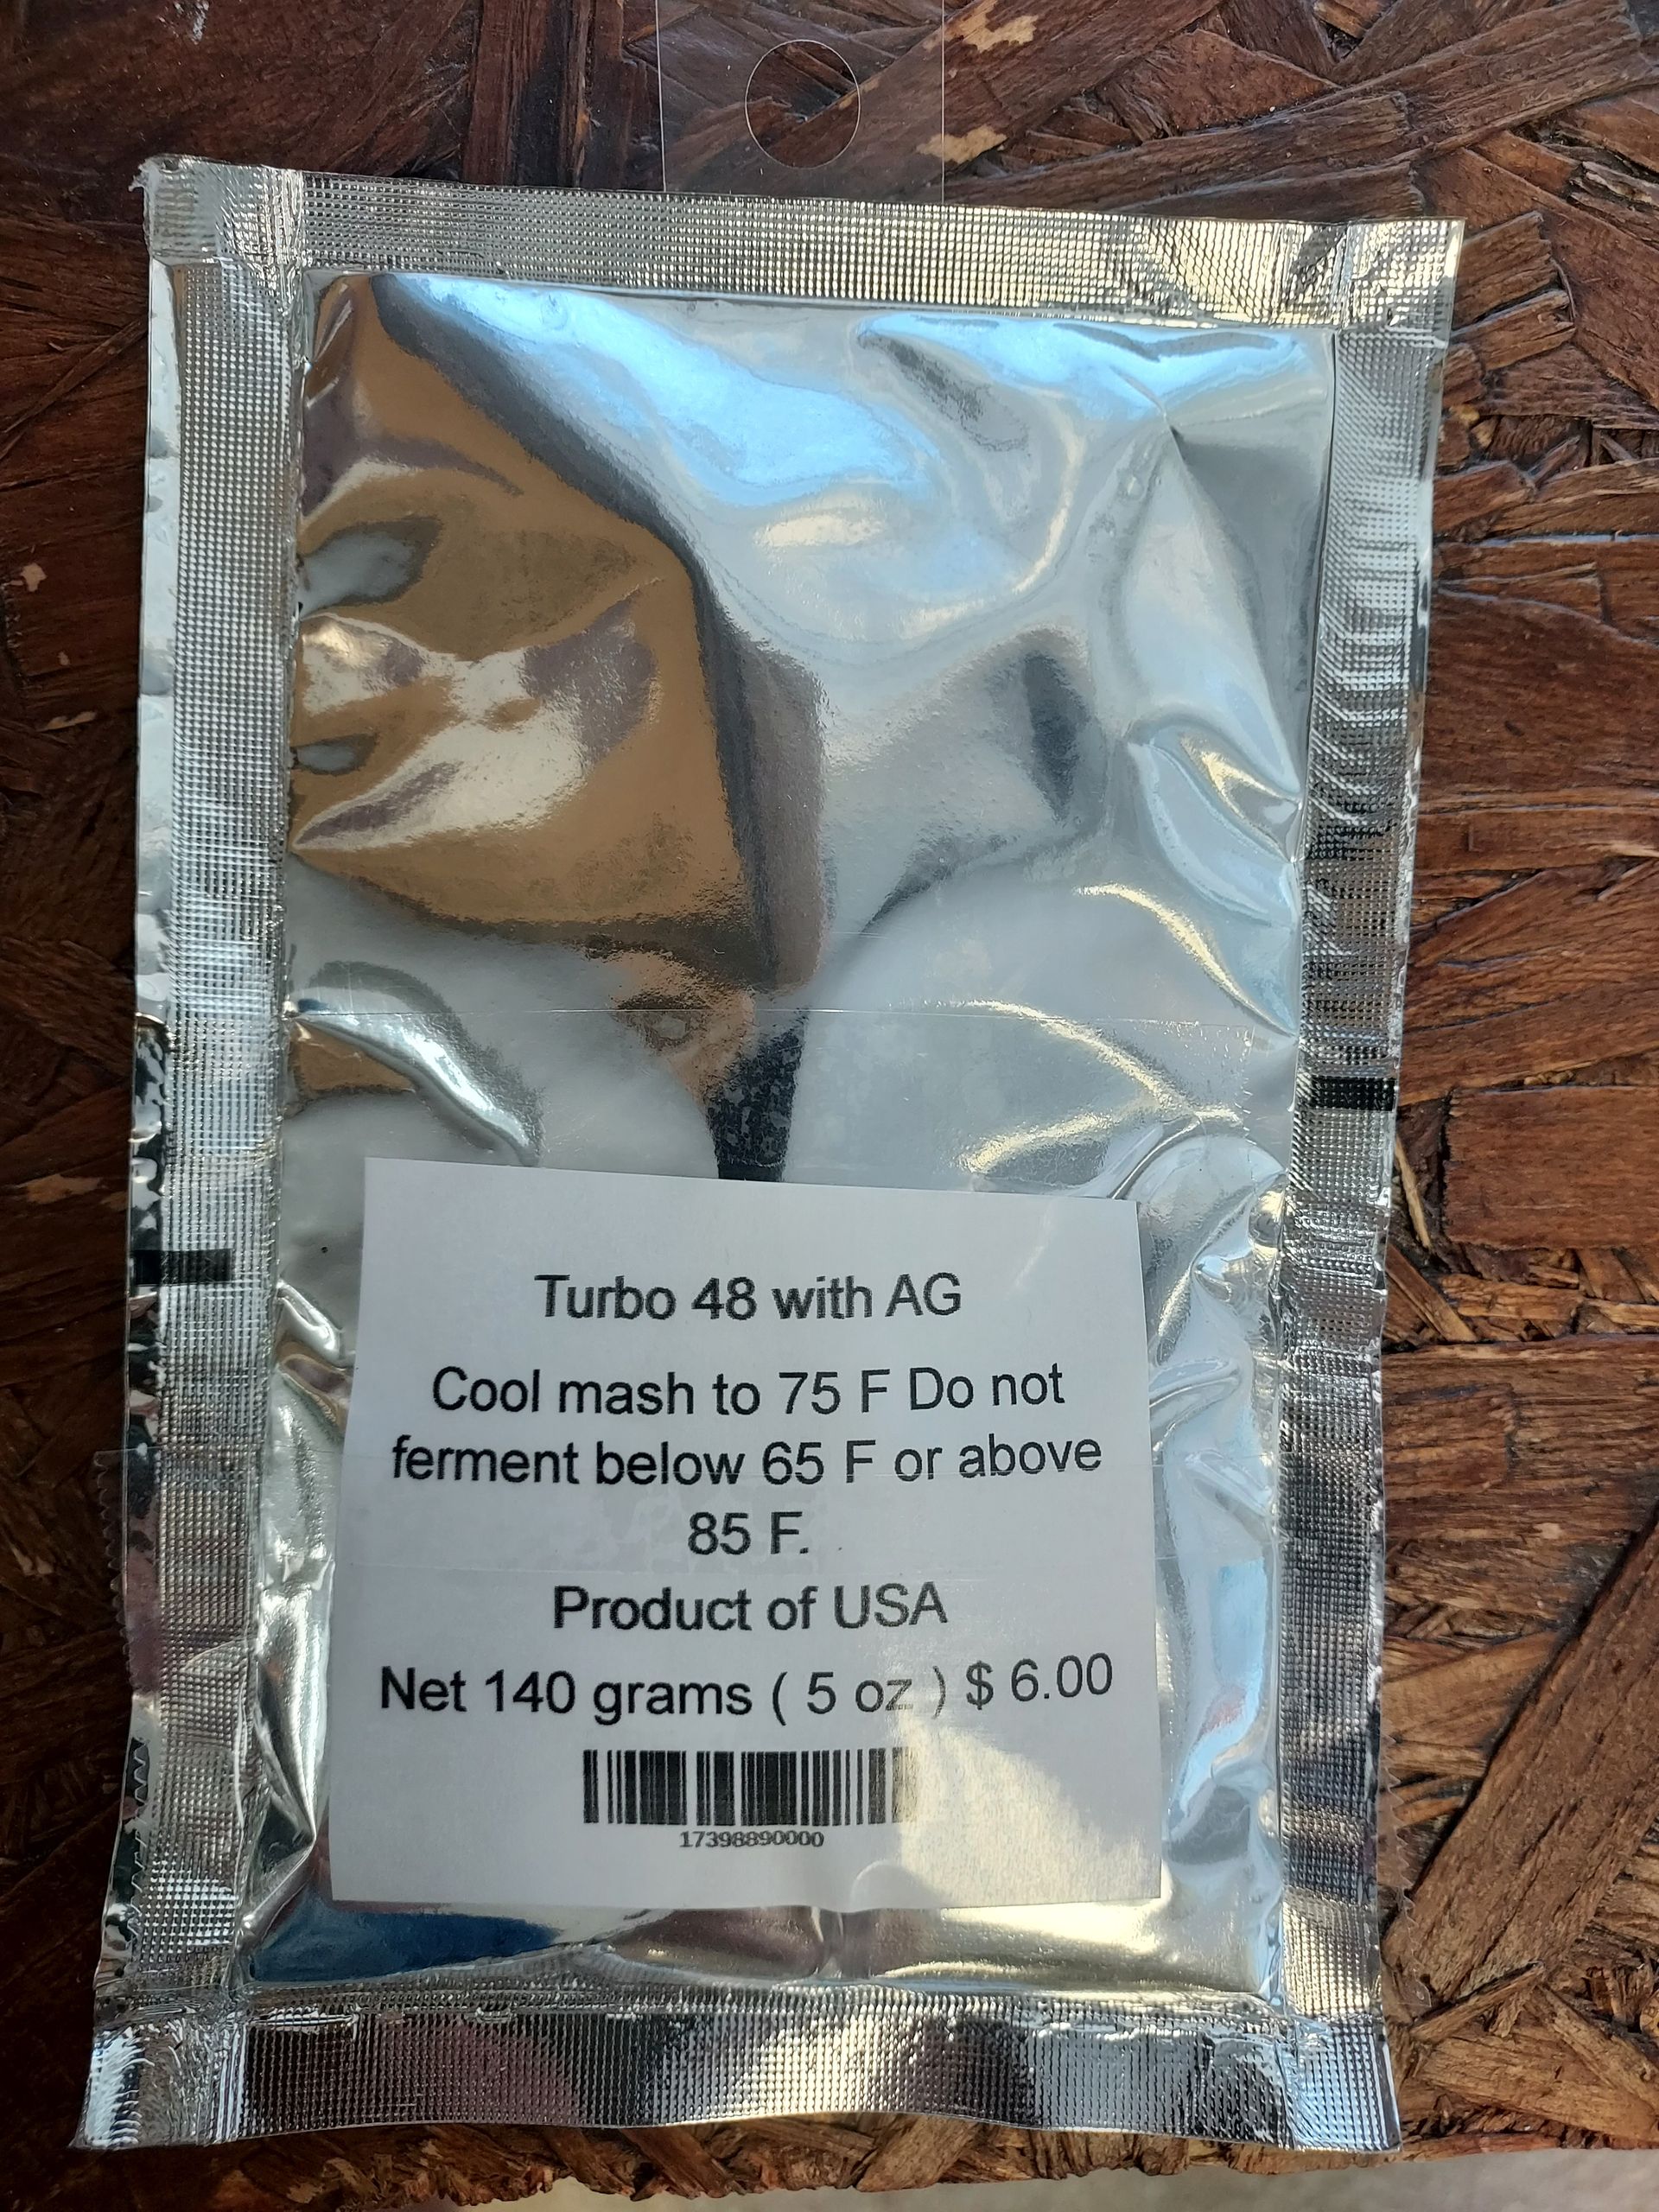 Turbo 48 with AG
Cool mash to 75 F Do not
ferment below 65 F or above
85 F.
Product of USA
Net 140 grams ( 5 oz ) $ 6.00
17398890000